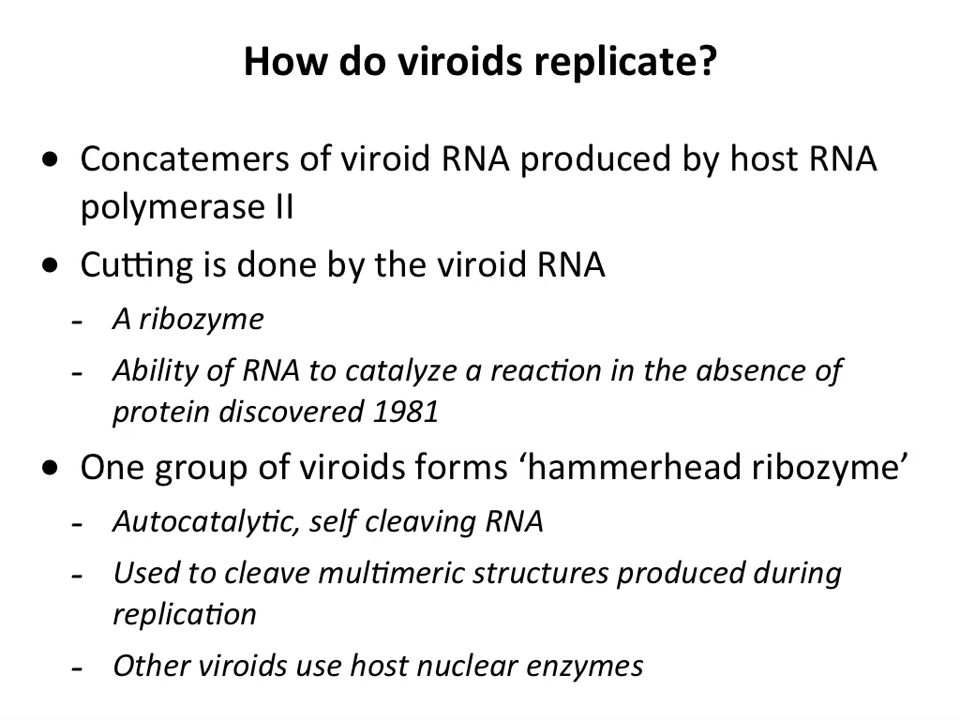 How do viroids replicate?
• Concatemers of viroid RNA produced by host RNA
polymerase II
• Cutting is done by the viroid RNA
- A ribozyme
- Ability of RNA to catalyze a reaction in the absence of
protein discovered 1981
• One group of viroids forms ‘hammerhead ribozyme’
- Autocatalytic, self cleaving RNA
- Used to cleave multimeric structures produced during
replication
- Other viroids use host nuclear enzymes